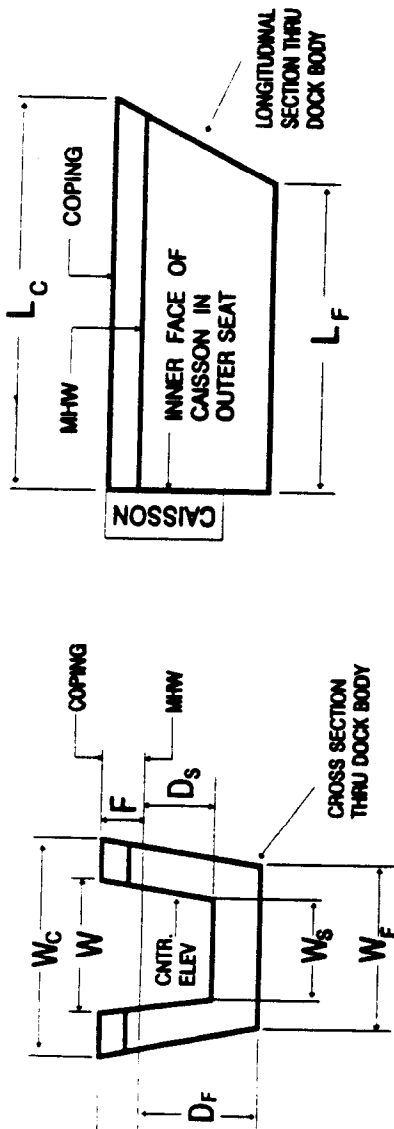 L_C
COPING
MHW
INNER FACE OF
CAISSON IN
OUTER SEAT
CAISSON
L_F
LONGITUDINAL
SECTION THRU
DOCK BODY
COPING
MHW
W_C
W
F
D_S
CNTR.
ELEV
W_S
W_F
D_F
CROSS SECTION
THRU DOCK BODY